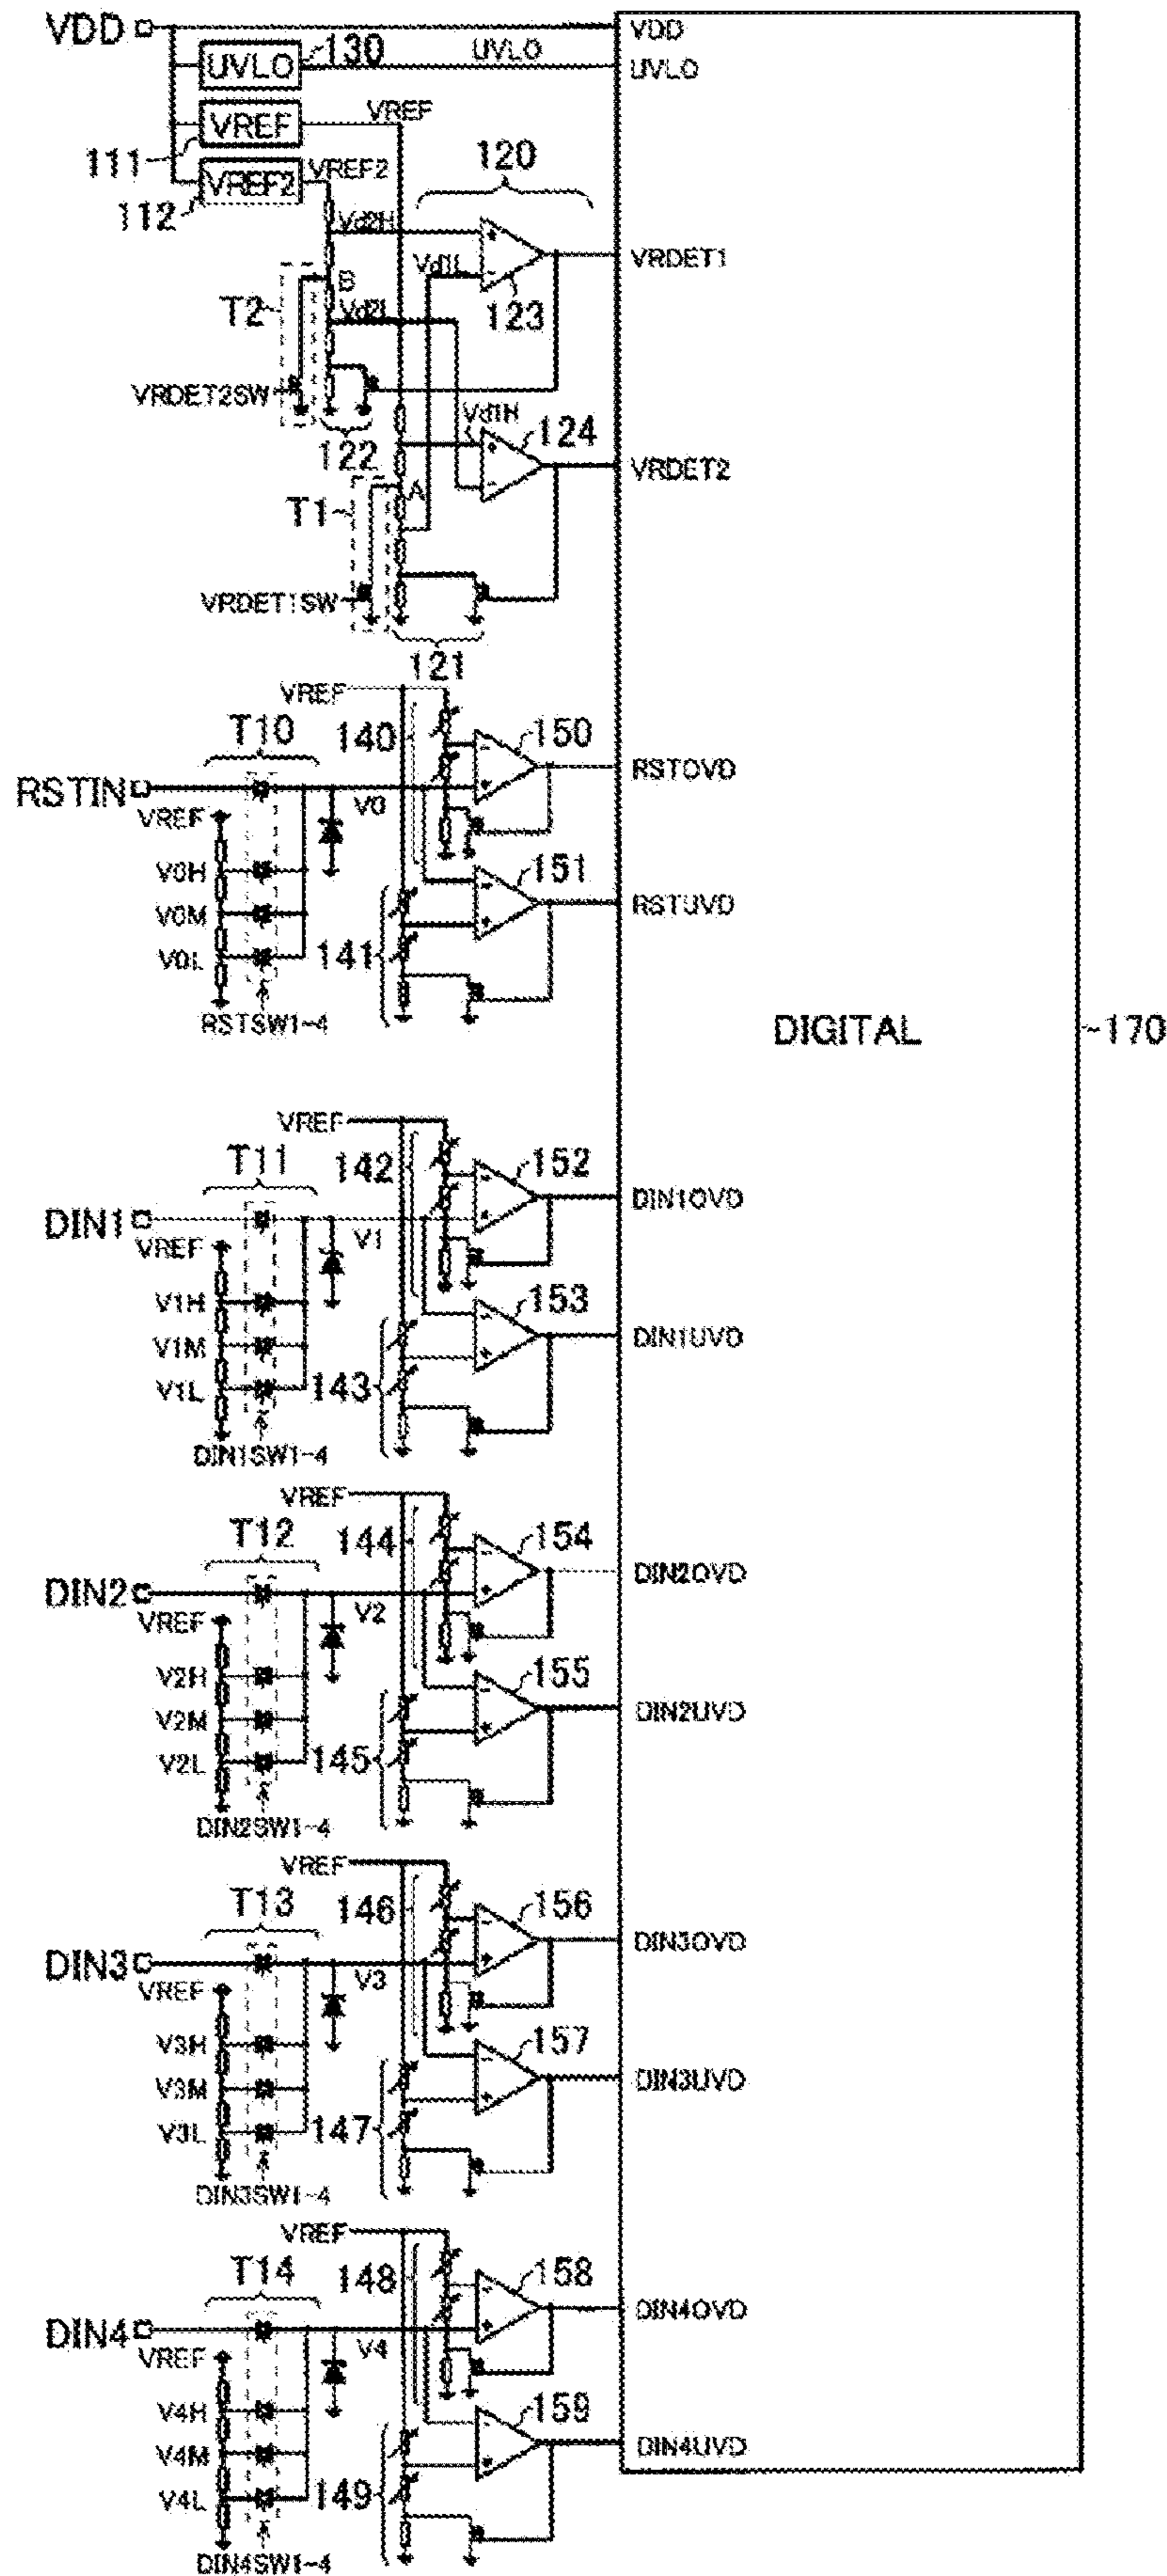 VDD
VDD
UVLO
130
UVLO
UVLO
VREF
VREF
111
VREF2
VREF2
112
120
Vd2H
VRDET1
Vd1L
123
B
T2
Vd2L
VRDET2SW
Vd1H
124
122
VRDET2
A
T1
VRDET1SW
121
VREF
T10
140
150
RSTIN
RSTOVD
VREF
V0
V0H
151
V0M
RSTUVD
V0L
141
RSTSW1-4
DIGITAL
170
VREF
T11
142
152
DIN1
DIN1OVD
VREF
V1
V1H
153
V1M
DIN1UVD
V1L
143
DIN1SW1-4
VREF
T12
144
154
DIN2
DIN2OVD
VREF
V2
V2H
155
V2M
DIN2UVD
V2L
145
DIN2SW1-4
VREF
T13
146
156
DIN3
DIN3OVD
VREF
V3
V3H
157
V3M
DIN3UVD
V3L
147
DIN3SW1-4
VREF
T14
148
158
DIN4
DIN4OVD
VREF
V4
V4H
159
V4M
DIN4UVD
V4L
149
DIN4SW1-4